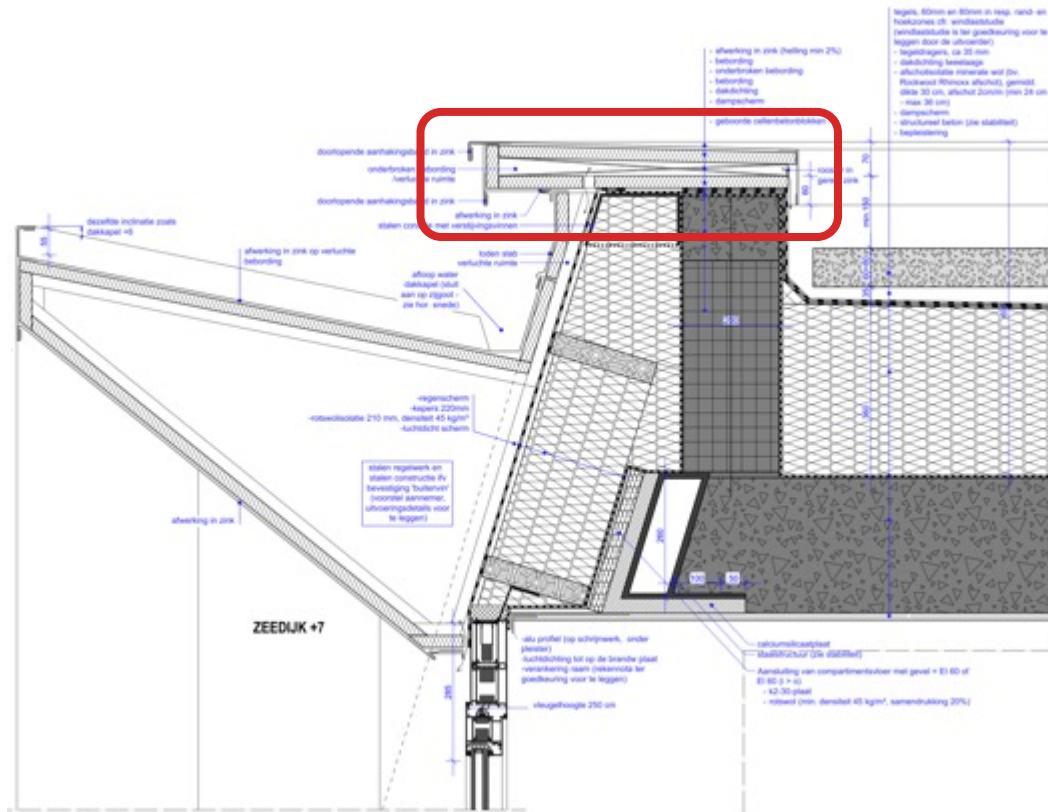 tegels, 60mm en 80mm in resp. rand- en
hoekzones cfr. windlaststudie
(windlaststudie is ter goedkeuring voor te
leggen door de uitvoerder)
- tegeldragers, ca 35 mm
- dakdichting tweelaags
- afschotisolatie minerale wol (bv.
Rockwool Rhinoxx afschot), gemidd.
dikte 30 cm, afschot 2cm/m (min 24 cm
- max 36 cm)
- dampscherm
- structureel beton (zie stabiliteit)
- bepleistering
- afwerking in zink (helling min 2%)
- bebording
- onderbroken bebording
- bebording
- dakdichting
- dampscherm
- geboorde cellenbetonblokken
doorlopende aanhakingsband in zink
onderbroken bebording
/verluchte ruimte
doorlopende aanhakingsband in zink
afwerking in zink
stalen console met verstijvingsvinnen
rooster in
zink
70
60
min 150
dezelfde inclinatie zoals
dakkapel +6
55
afwerking in zink op verluchte
bebording
verluchte ruimte
afloop water
dakkapel (sluit
aan op zijgoot -
zie hor. snede)
360
-regenscherm
-kepers 220mm
-rotswolisolatie 210 mm, densiteit 45 kg/m³
-luchtdicht scherm
stalen regelwerk en
stalen constructie ifv
bevestiging 'buitenvin'
(voorstel aannemer,
uitvoeringsdetails voor
te leggen)
afwerking in zink
260
100
50
ZEEDIJK +7
-alu profiel (op schrijnwerk, onder
pleister)
-luchtdichting tot op de brandw plaat
-verankering raam (rekennota ter
goedkeuring voor te leggen)
285
vleugelhoogte 250 cm
calciumsilicaatplaat
staalstructuur (zie stabiliteit)
Aansluiting van compartimentsvloer met gevel = EI 60 of
EI 60 (i > o)
- k2-30-plaat
- rotswol (min. densiteit 45 kg/m³, samendrukking 20%)